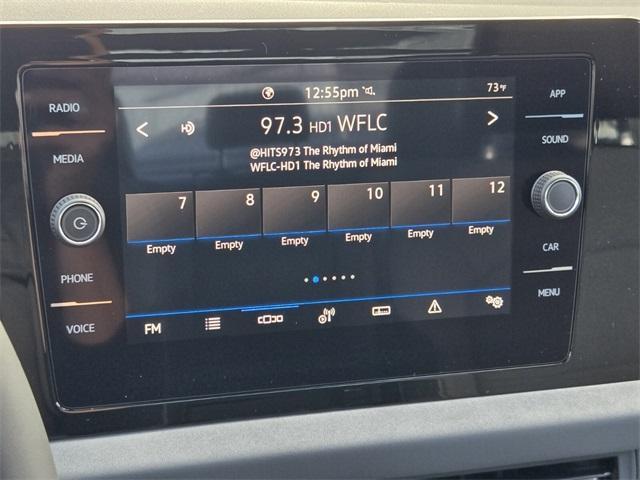 12:55pm 73°F
RADIO
APP
97.3 HD1 WFLC
SOUND
MEDIA
@HITS973 The Rhythm of Miami
WFLC-HD1 The Rhythm of Miami
7 8 9 10 11 12
Empty Empty Empty Empty Empty Empty
CAR
PHONE
MENU
VOICE
FM